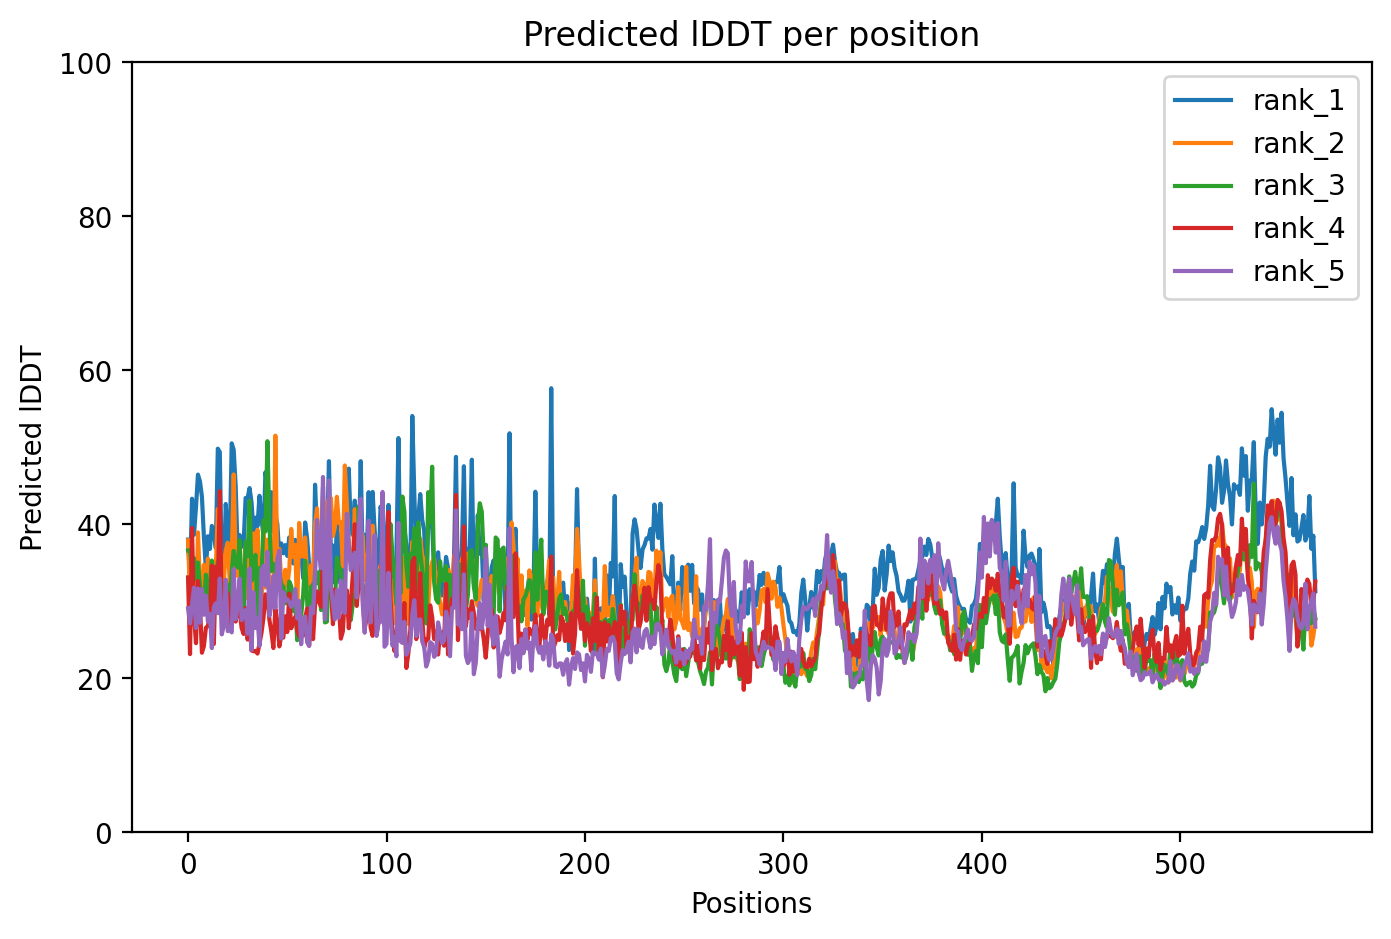 Predicted lDDT per position
100
80
60
40
20
0
Predicted lDDT
0 100 200 300 400 500
Positions
rank_1
rank_2
rank_3
rank_4
rank_5